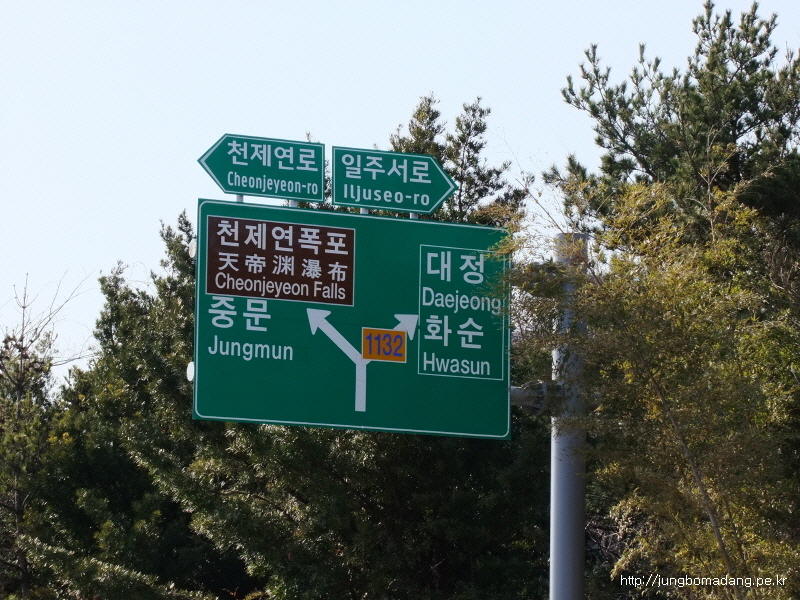 천제연로
Cheonjeyeon-ro
일주서로
Iljuseo-ro
천제연폭포
天帝渊瀑布
Cheonjeyeon Falls
중문
Jungmun
1132
대정
Daejeong
화순
Hwasun
http://jungbomadang.pe.kr